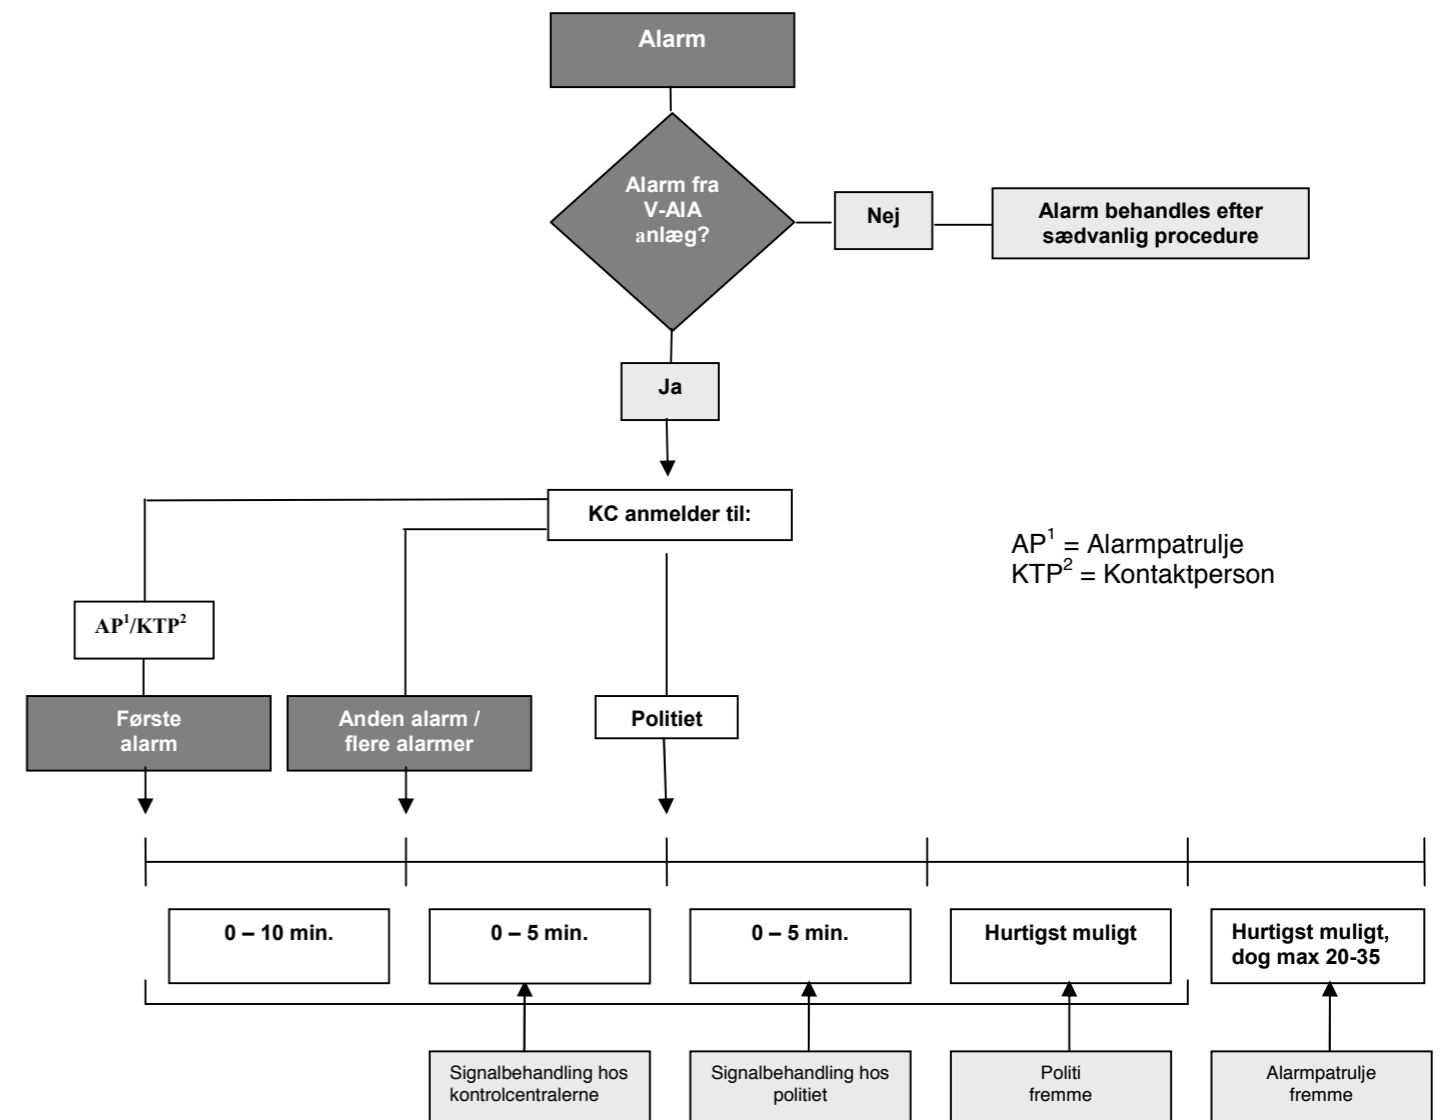 Alarm
Alarm fra
V-AIA
anlæg?
Nej
Alarm behandles efter
sædvanlig procedure
Ja
KC anmelder til:
AP¹ = Alarmpatrulje
KTP² = Kontaktperson
AP¹/KTP²
Første
alarm
Anden alarm /
flere alarmer
Politiet
0 – 10 min.
0 – 5 min.
0 – 5 min.
Hurtigst muligt
Hurtigst muligt,
dog max 20-35
Signalbehandling hos
kontrolcentralerne
Signalbehandling hos
politiet
Politi
fremme
Alarmpatrulje
fremme